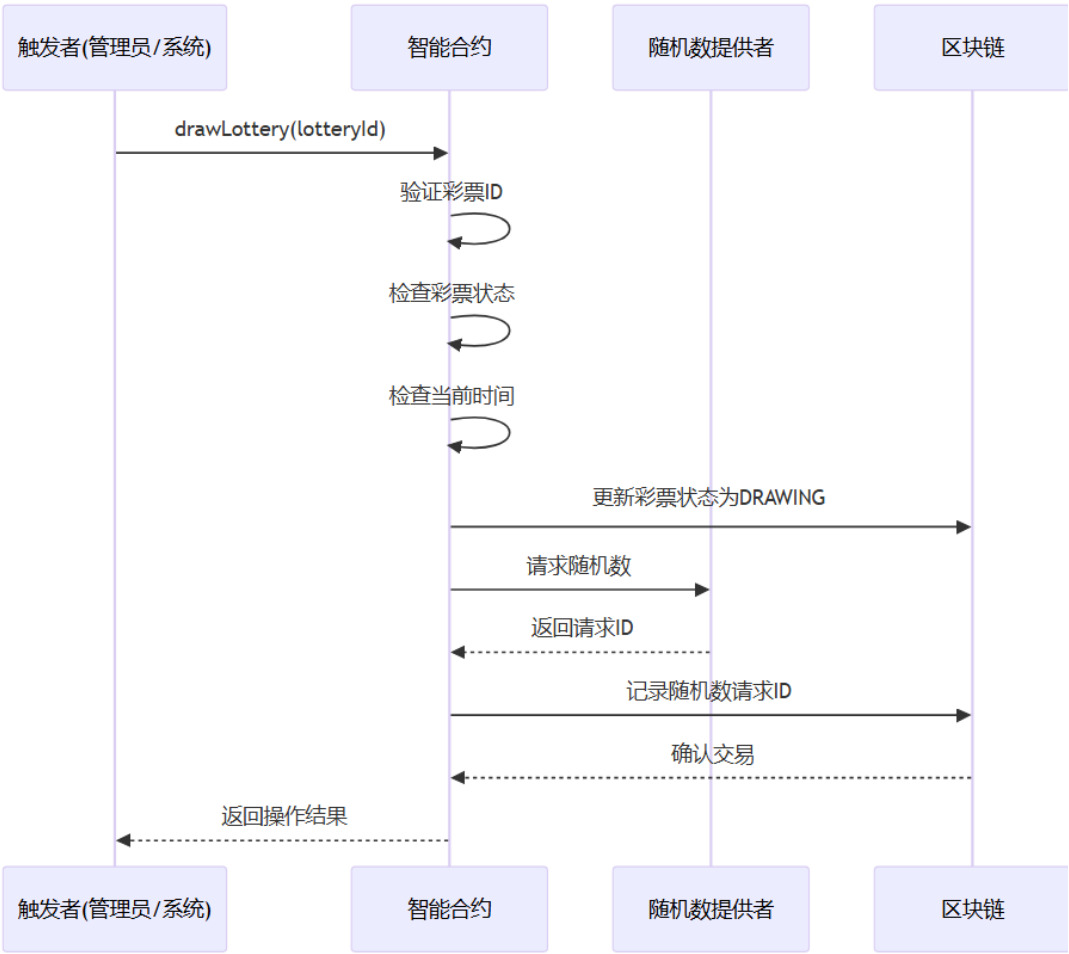 触发者(管理员/系统)
智能合约
随机数提供者
区块链
drawLottery(lotteryId)
验证彩票ID
检查彩票状态
检查当前时间
更新彩票状态为DRAWING
请求随机数
返回请求ID
记录随机数请求ID
确认交易
返回操作结果
触发者(管理员/系统)
智能合约
随机数提供者
区块链